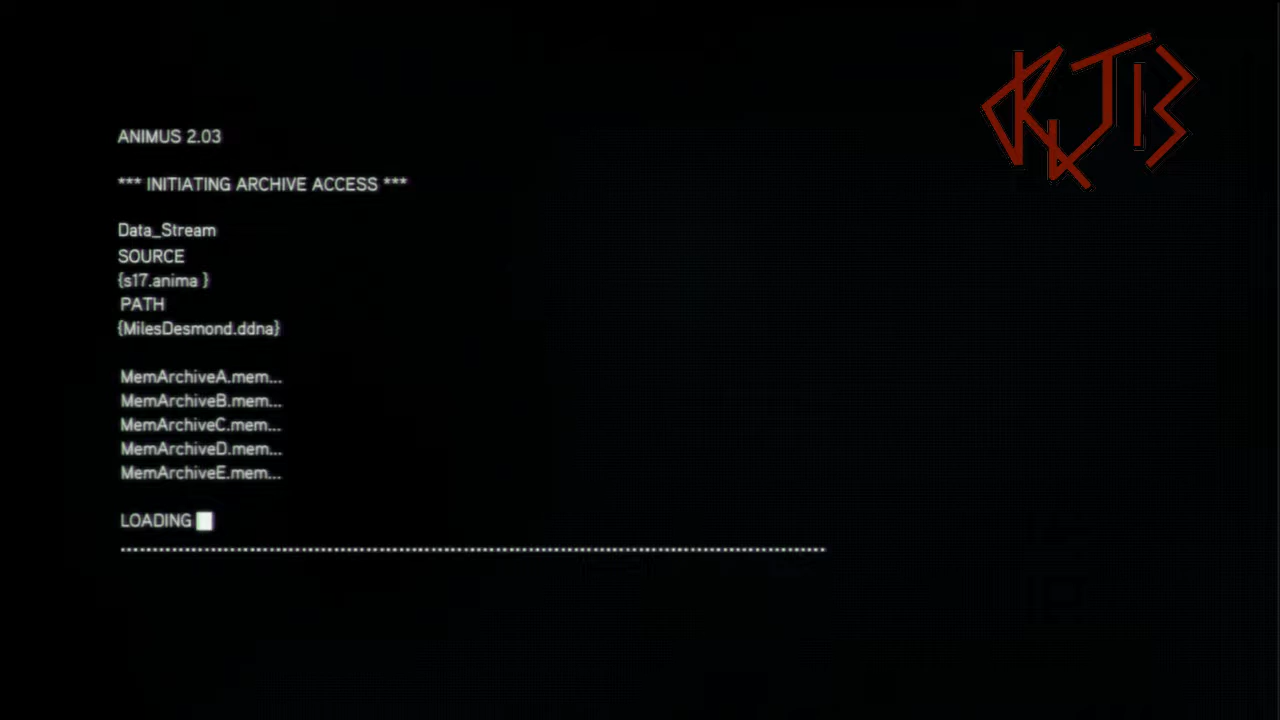 ANIMUS 2.03
*** INITIATING ARCHIVE ACCESS ***
Data_Stream
SOURCE
{s17.anima }
PATH
{MilesDesmond.ddna}
MemArchiveA.mem...
MemArchiveB.mem...
MemArchiveC.mem...
MemArchiveD.mem...
MemArchiveE.mem...
LOADING